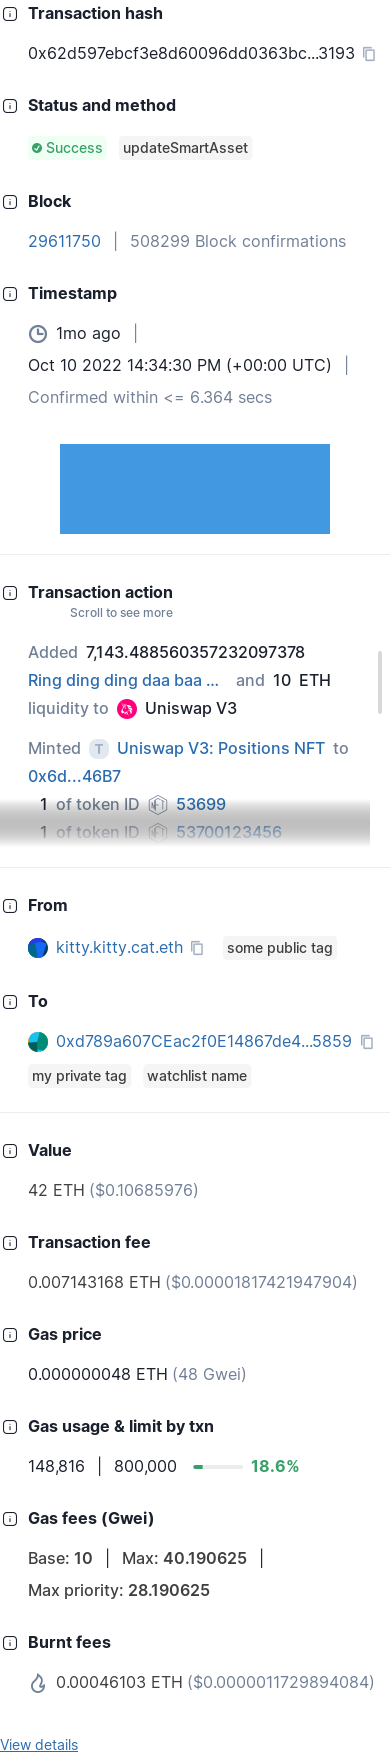 Transaction hash
0x62d597ebcf3e8d60096dd0363bc...3193
Status and method
Success updateSmartAsset
Block
29611750 | 508299 Block confirmations
Timestamp
1mo ago |
Oct 10 2022 14:34:30 PM (+00:00 UTC) |
Confirmed within <= 6.364 secs
Transaction action
Scroll to see more
Added 7,143.488560357232097378
Ring ding ding daa baa ... and 10 ETH
liquidity to Uniswap V3
Minted T Uniswap V3: Positions NFT to
0x6d...46B7
1 of token ID 53699
1 of token ID 53700123456
From
kitty.kitty.cat.eth some public tag
To
0xd789a607CEac2f0E14867de4...5859
my private tag watchlist name
Value
42 ETH ($0.10685976)
Transaction fee
0.007143168 ETH ($0.00001817421947904)
Gas price
0.000000048 ETH (48 Gwei)
Gas usage & limit by txn
148,816 | 800,000 18.6%
Gas fees (Gwei)
Base: 10 | Max: 40.190625 |
Max priority: 28.190625
Burnt fees
0.00046103 ETH ($0.0000011729894084)
View details